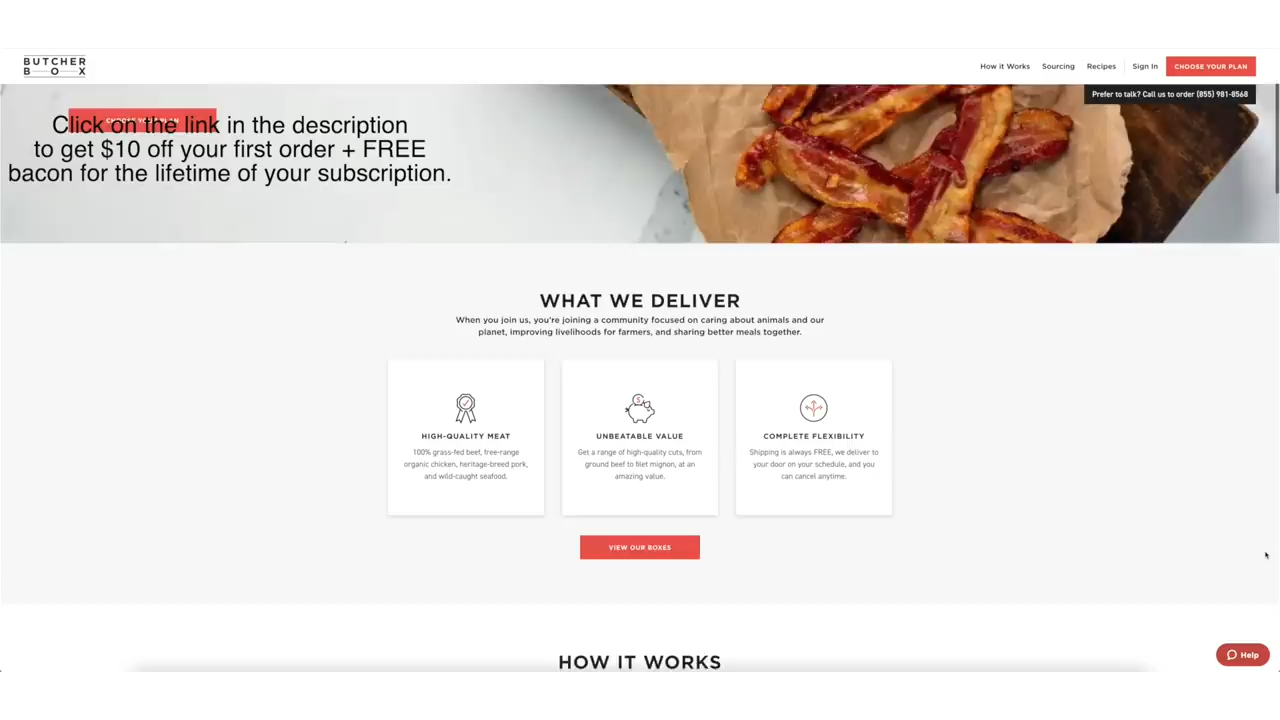 BUTCHER
BOX
How it Works
Sourcing
Recipes
Sign In
CHOOSE YOUR PLAN
Prefer to talk? Call us to order (855) 981-8568
Click on the link in the description
to get $10 off your first order + FREE
bacon for the lifetime of your subscription.
WHAT WE DELIVER
When you join us, you're joining a community focused on caring about animals and our
planet, improving livelihoods for farmers, and sharing better meals together.
HIGH-QUALITY MEAT
100% grass-fed beef, free-range
organic chicken, heritage-breed pork,
and wild-caught seafood.
UNBEATABLE VALUE
Get a range of high-quality cuts, from
ground beef to filet mignon, at an
amazing value.
COMPLETE FLEXIBILITY
Shipping is always FREE, we deliver to
your door on your schedule, and you
can cancel anytime.
VIEW OUR BOXES
HOW IT WORKS
Help